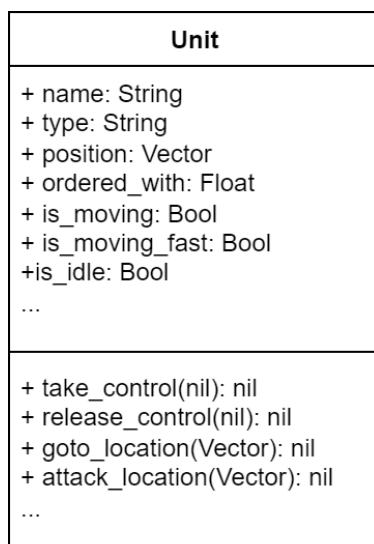 Unit
+ name: String
+ type: String
+ position: Vector
+ ordered_with: Float
+ is_moving: Bool
+ is_moving_fast: Bool
+is_idle: Bool
...
+ take_control(nil): nil
+ release_control(nil): nil
+ goto_location(Vector): nil
+ attack_location(Vector): nil
...